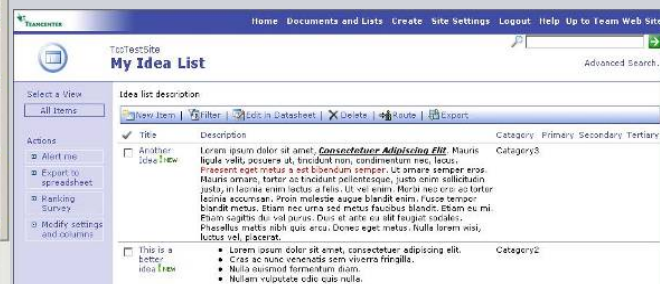 TEAMCENTER
Home Documents and Lists Create Site Settings Logout Help Up to Team Web Site
TccTestSite
My Idea List
Advanced Search.
Select a View
All Items
Actions
Alert me
Export to
spreadsheet
Ranking
Survey
Modify settings
and columns
Idea list description
New Item | Filter | Edit in Datasheet | Delete | Route | Export
Title Description Catagory Primary Secondary Tertiary
Another
Idea NEW
Lorem ipsum dolor sit amet, Consectetuer Adipiscing Elit. Mauris
ligula velit, posuere ut, tincidunt non, condimentum nec, lacus.
Praesent eget metus a est bibendum semper. Ut ornare semper eros.
Mauris ornare, tortor ac tincidunt pellentesque, justo enim sollicitudin
justo, in lacinia enim lectus a felis. Ut vel enim. Morbi nec orci ac tortor
lacinia accumsan. Proin molestie augue blandit enim. Fusce tempor
blandit metus. Etiam nec urna sed metus faucibus blandit. Etiam eu mi.
Etiam sagittis dui vel purus. Duis et ante eu elit feugiat sodales.
Phasellus mattis nibh quis arcu. Donec eget metus. Nulla lorem wisi,
luctus vel, placerat.
Catagory3
This is a
better
idea NEW
Lorem ipsum dolor sit amet, consectetuer adipiscing elit.
Cras ac nunc venenatis sem viverra fringilla.
Nulla euismod fermentum diam.
Nullam vulputate odio quis nulla.
Catagory2